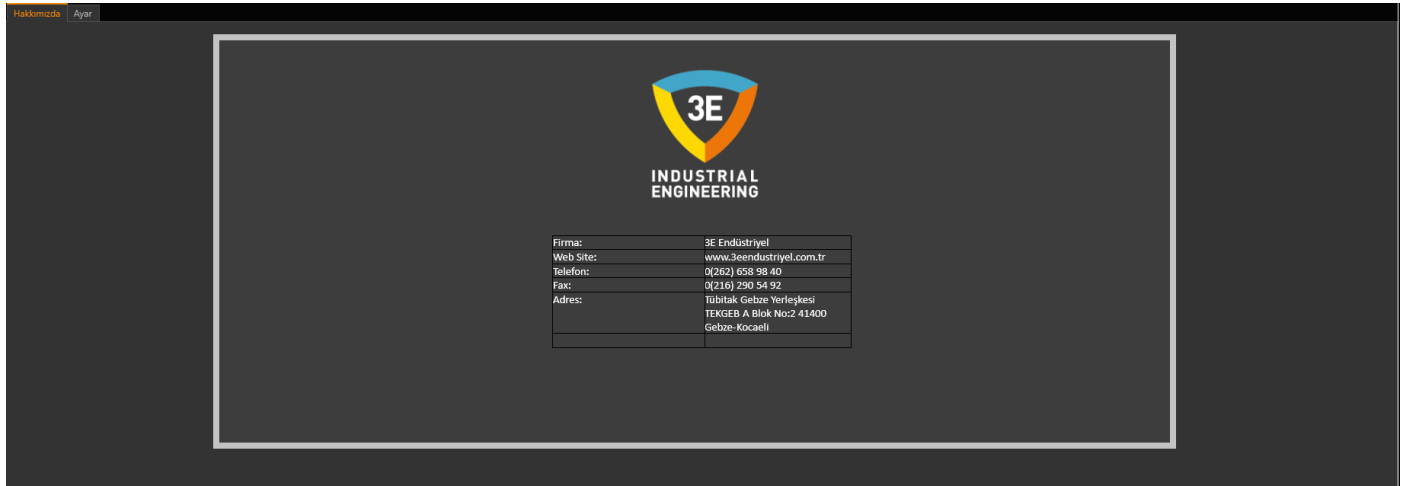 Hakkımızda Ayar
3E
INDUSTRIAL
ENGINEERING
Firma: 3E Endüstriyel
Web Site: www.3eendustriyel.com.tr
Telefon: 0(262) 658 98 40
Fax: 0(216) 290 54 92
Adres: Tübitak Gebze Yerleşkesi
TEKGEB A Blok No:2 41400
Gebze-Kocaeli